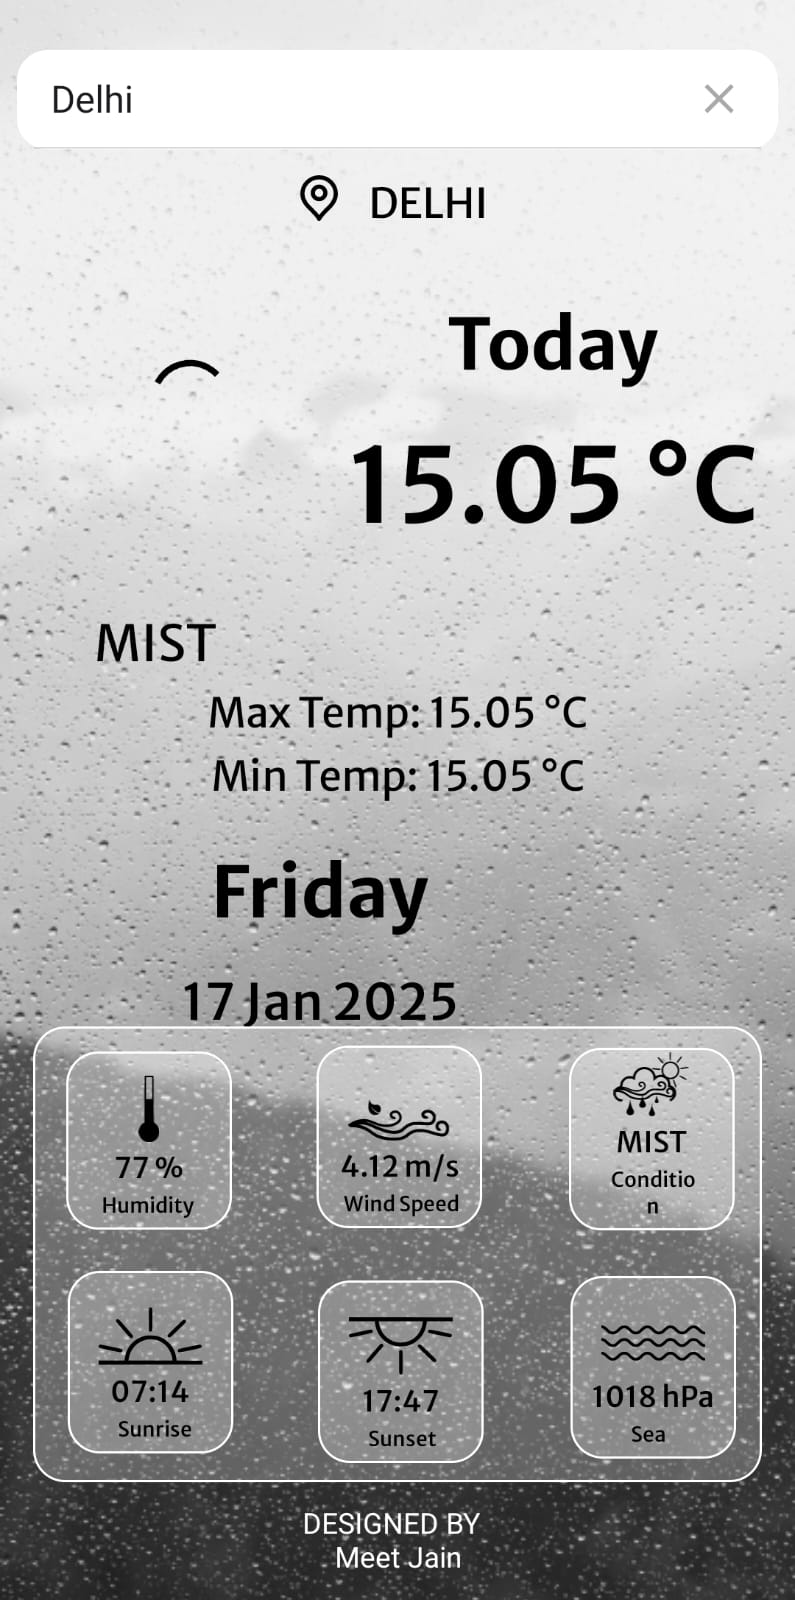 Delhi
DELHI
Today
15.05 °C
MIST
Max Temp: 15.05 °C
Min Temp: 15.05 °C
Friday
17 Jan 2025
77 %
Humidity
4.12 m/s
Wind Speed
MIST
Conditio
n
07:14
Sunrise
17:47
Sunset
1018 hPa
Sea
DESIGNED BY
Meet Jain